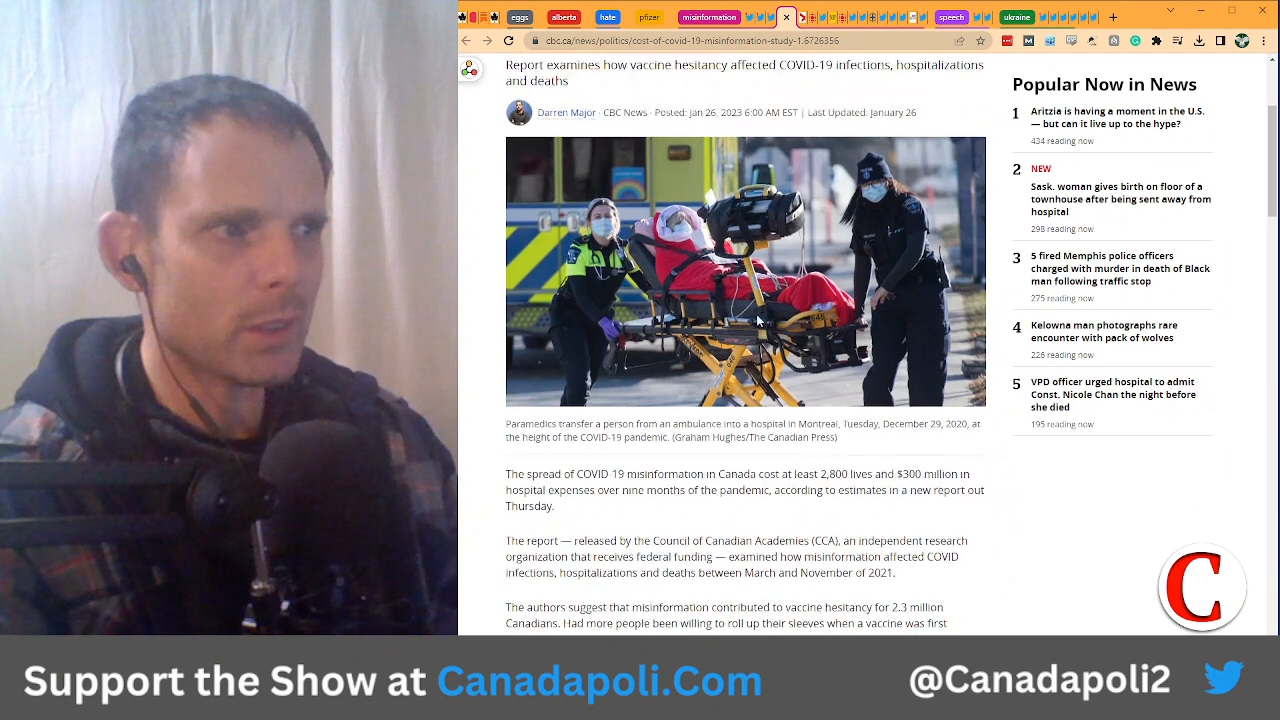 eggs alberta hate pfizer misinformation speech ukraine
cbc.ca/news/politics/cost-of-covid-19-misinformation-study-1.6726356
Report examines how vaccine hesitancy affected COVID-19 infections, hospitalizations
and deaths
Darren Major · CBC News · Posted: Jan 26, 2023 6:00 AM EST | Last Updated: January 26
Paramedics transfer a person from an ambulance into a hospital in Montreal, Tuesday, December 29, 2020, at
the height of the COVID-19 pandemic. (Graham Hughes/The Canadian Press)
The spread of COVID-19 misinformation in Canada cost at least 2,800 lives and $300 million in
hospital expenses over nine months of the pandemic, according to estimates in a new report out
Thursday.
The report — released by the Council of Canadian Academies (CCA), an independent research
organization that receives federal funding — examined how misinformation affected COVID
infections, hospitalizations and deaths between March and November of 2021.
The authors suggest that misinformation contributed to vaccine hesitancy for 2.3 million
Canadians. Had more people been willing to roll up their sleeves when a vaccine was first
Popular Now in News
1 Aritzia is having a moment in the U.S.
— but can it live up to the hype?
434 reading now
2 NEW
Sask. woman gives birth on floor of a
townhouse after being sent away from
hospital
298 reading now
3 5 fired Memphis police officers
charged with murder in death of Black
man following traffic stop
275 reading now
4 Kelowna man photographs rare
encounter with pack of wolves
226 reading now
5 VPD officer urged hospital to admit
Const. Nicole Chan the night before
she died
195 reading now
C
Support the Show at Canadapoli.Com
@Canadapoli2